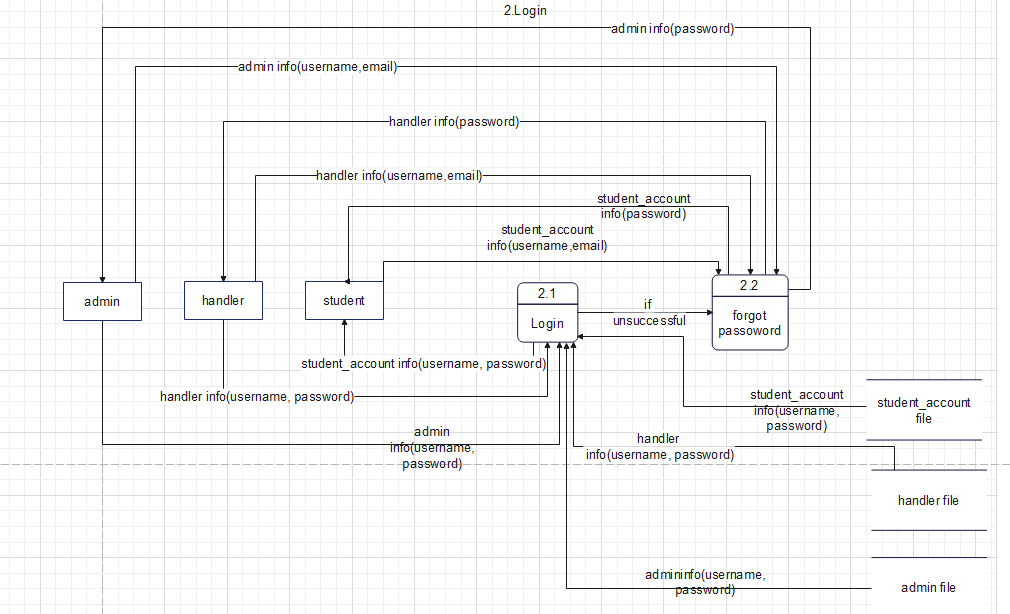 2.Login
admin info(password)
admin info(username,email)
handler info(password)
handler info(username,email)
student_account
info(password)
student_account
info(username,email)
admin
handler
student
2.1
Login
if
unsuccessful
2.2
forgot
passoword
student_account info(username, password)
handler info(username, password)
admin
info(username,
password)
student_account
info(username,
password)
student_account
file
handler
info(username, password)
handler file
admininfo(username,
password)
admin file